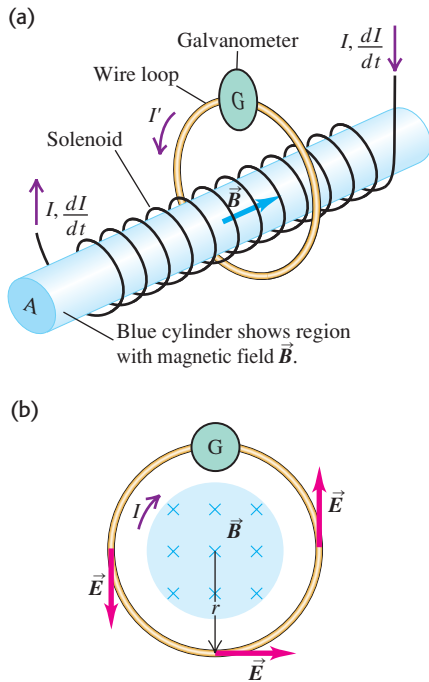 (a)
Galvanometer
I, dI/dt
Wire loop
G
I′
Solenoid
I, dI/dt
B⃗
A
Blue cylinder shows region
with magnetic field B⃗.
(b)
G
I
E⃗
B⃗
E⃗
r
E⃗